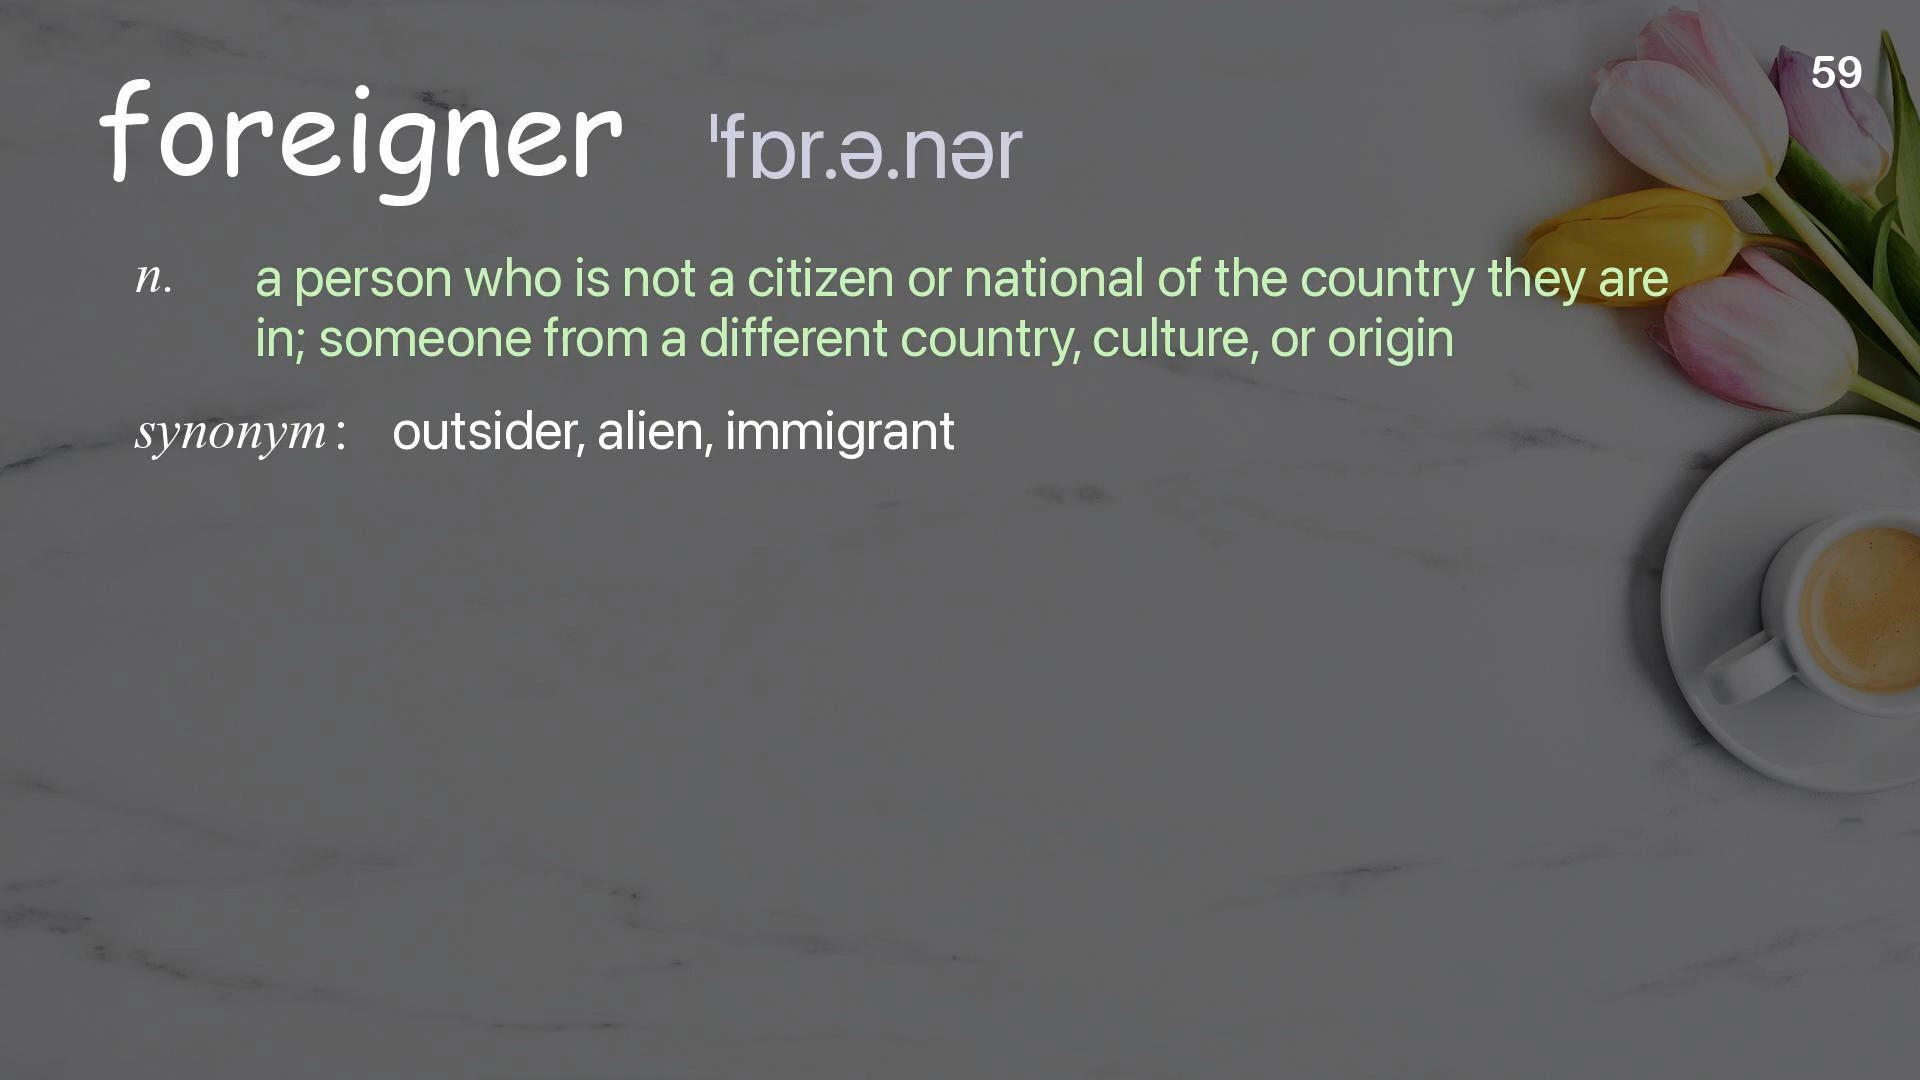 59
foreigner ˈfɒr.ə.nər
n. a person who is not a citizen or national of the country they are
in; someone from a different country, culture, or origin
synonym: outsider, alien, immigrant